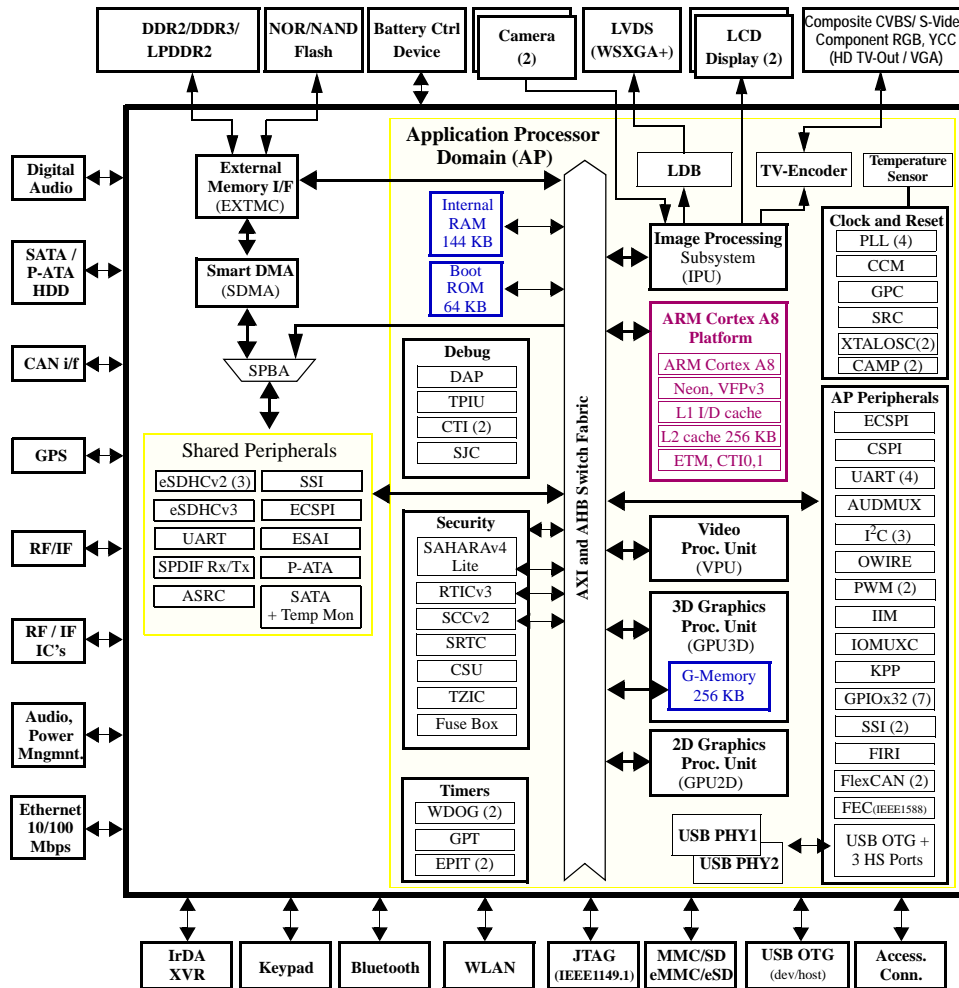 DDR2/DDR3/
LPDDR2
NOR/NAND
Flash
Battery Ctrl
Device
Camera
(2)
LVDS
(WSXGA+)
LCD
Display (2)
Composite CVBS/ S-Vide
Component RGB, YCC
(HD TV-Out / VGA)
Digital
Audio
SATA /
P-ATA
HDD
CAN i/f
GPS
RF/IF
RF / IF
IC's
Audio,
Power
Mngmnt.
Ethernet
10/100
Mbps
External
Memory I/F
(EXTMC)
Smart DMA
(SDMA)
SPBA
Shared Peripherals
eSDHCv2 (3)
SSI
eSDHCv3
ECSPI
UART
ESAI
SPDIF Rx/Tx
P-ATA
ASRC
SATA
+ Temp Mon
Application Processor
Domain (AP)
Internal
RAM
144 KB
Boot
ROM
64 KB
Debug
DAP
TPIU
CTI (2)
SJC
Security
SAHARAv4
Lite
RTICv3
SCCv2
SRTC
CSU
TZIC
Fuse Box
Timers
WDOG (2)
GPT
EPIT (2)
AXI and AHB Switch Fabric
LDB
TV-Encoder
Temperature
Sensor
Image Processing
Subsystem
(IPU)
ARM Cortex A8
Platform
ARM Cortex A8
Neon, VFPv3
L1 I/D cache
L2 cache 256 KB
ETM, CTI0,1
Video
Proc. Unit
(VPU)
3D Graphics
Proc. Unit
(GPU3D)
G-Memory
256 KB
2D Graphics
Proc. Unit
(GPU2D)
USB PHY1
USB PHY2
Clock and Reset
PLL (4)
CCM
GPC
SRC
XTALOSC(2)
CAMP (2)
AP Peripherals
ECSPI
CSPI
UART (4)
AUDMUX
I2C (3)
OWIRE
PWM (2)
IIM
IOMUXC
KPP
GPIOx32 (7)
SSI (2)
FIRI
FlexCAN (2)
FEC(IEEE1588)
USB OTG +
3 HS Ports
IrDA
XVR
Keypad
Bluetooth
WLAN
JTAG
(IEEE1149.1)
MMC/SD
eMMC/eSD
USB OTG
(dev/host)
Access.
Conn.